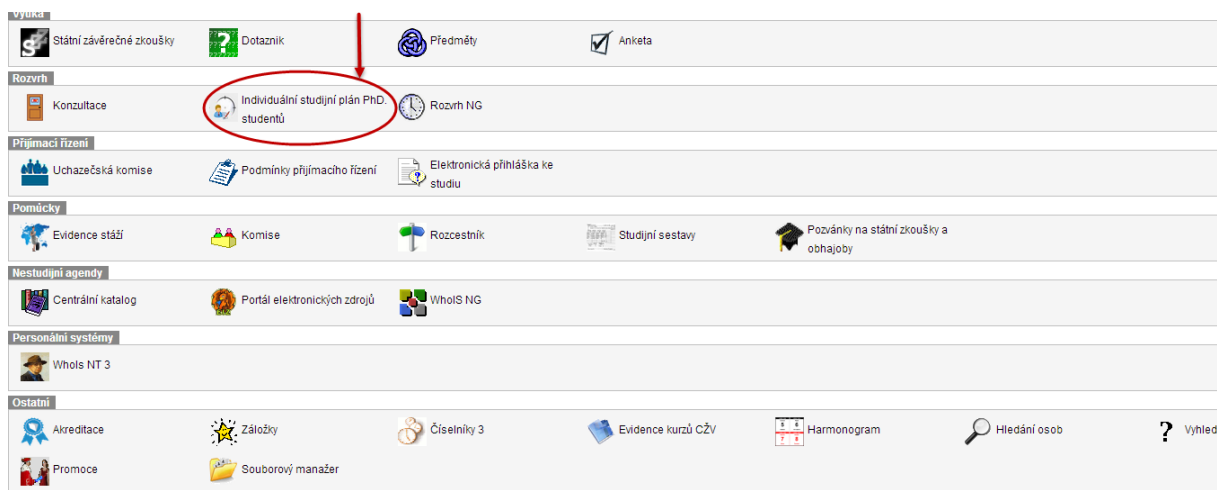 Výuka
Státní závěrečné zkoušky
Dotazník
Předměty
Anketa
Rozvrh
Konzultace
Individuální studijní plán PhD.
studentů
Rozvrh NG
Přijímací řízení
Uchazečská komise
Podmínky přijímacího řízení
Elektronická přihláška ke
studiu
Pomůcky
Evidence stáží
Komise
Rozcestník
Studijní sestavy
Pozvánky na státní zkoušky a
obhajoby
Nestudijní agendy
Centrální katalog
Portál elektronických zdrojů
WhoIS NG
Personální systémy
WhoIs NT 3
Ostatní
Akreditace
Záložky
Číselníky 3
Evidence kurzů CŽV
Harmonogram
Hledání osob
Vyhled
Promoce
Souborový manažer